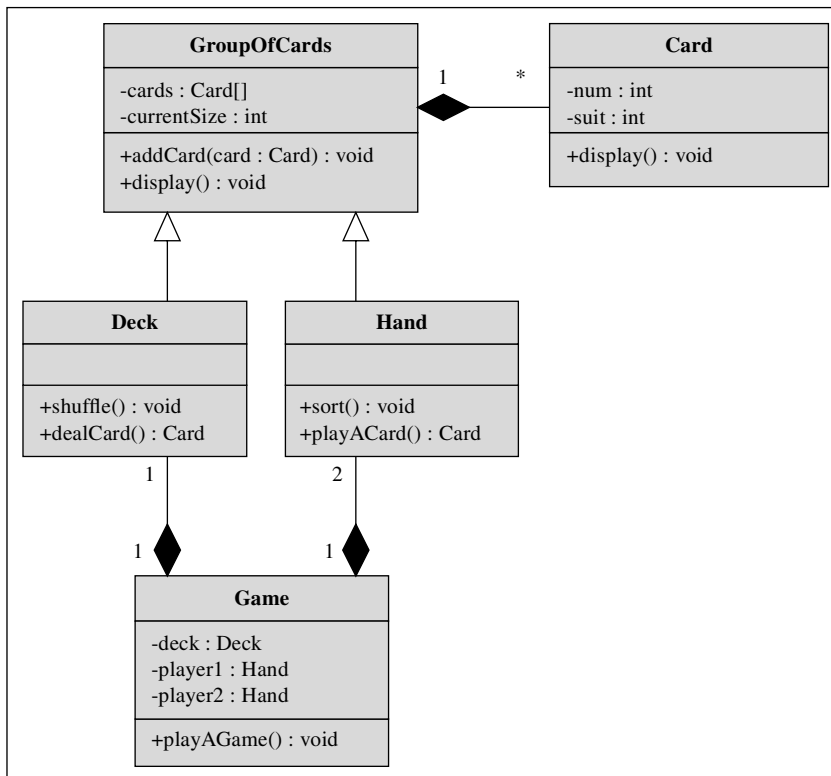 GroupOfCards
-cards : Card[]
-currentSize : int
+addCard(card : Card) : void
+display() : void
1
*
Card
-num : int
-suit : int
+display() : void
Deck
+shuffle() : void
+dealCard() : Card
Hand
+sort() : void
+playACard() : Card
1
2
1
1
Game
-deck : Deck
-player1 : Hand
-player2 : Hand
+playAGame() : void